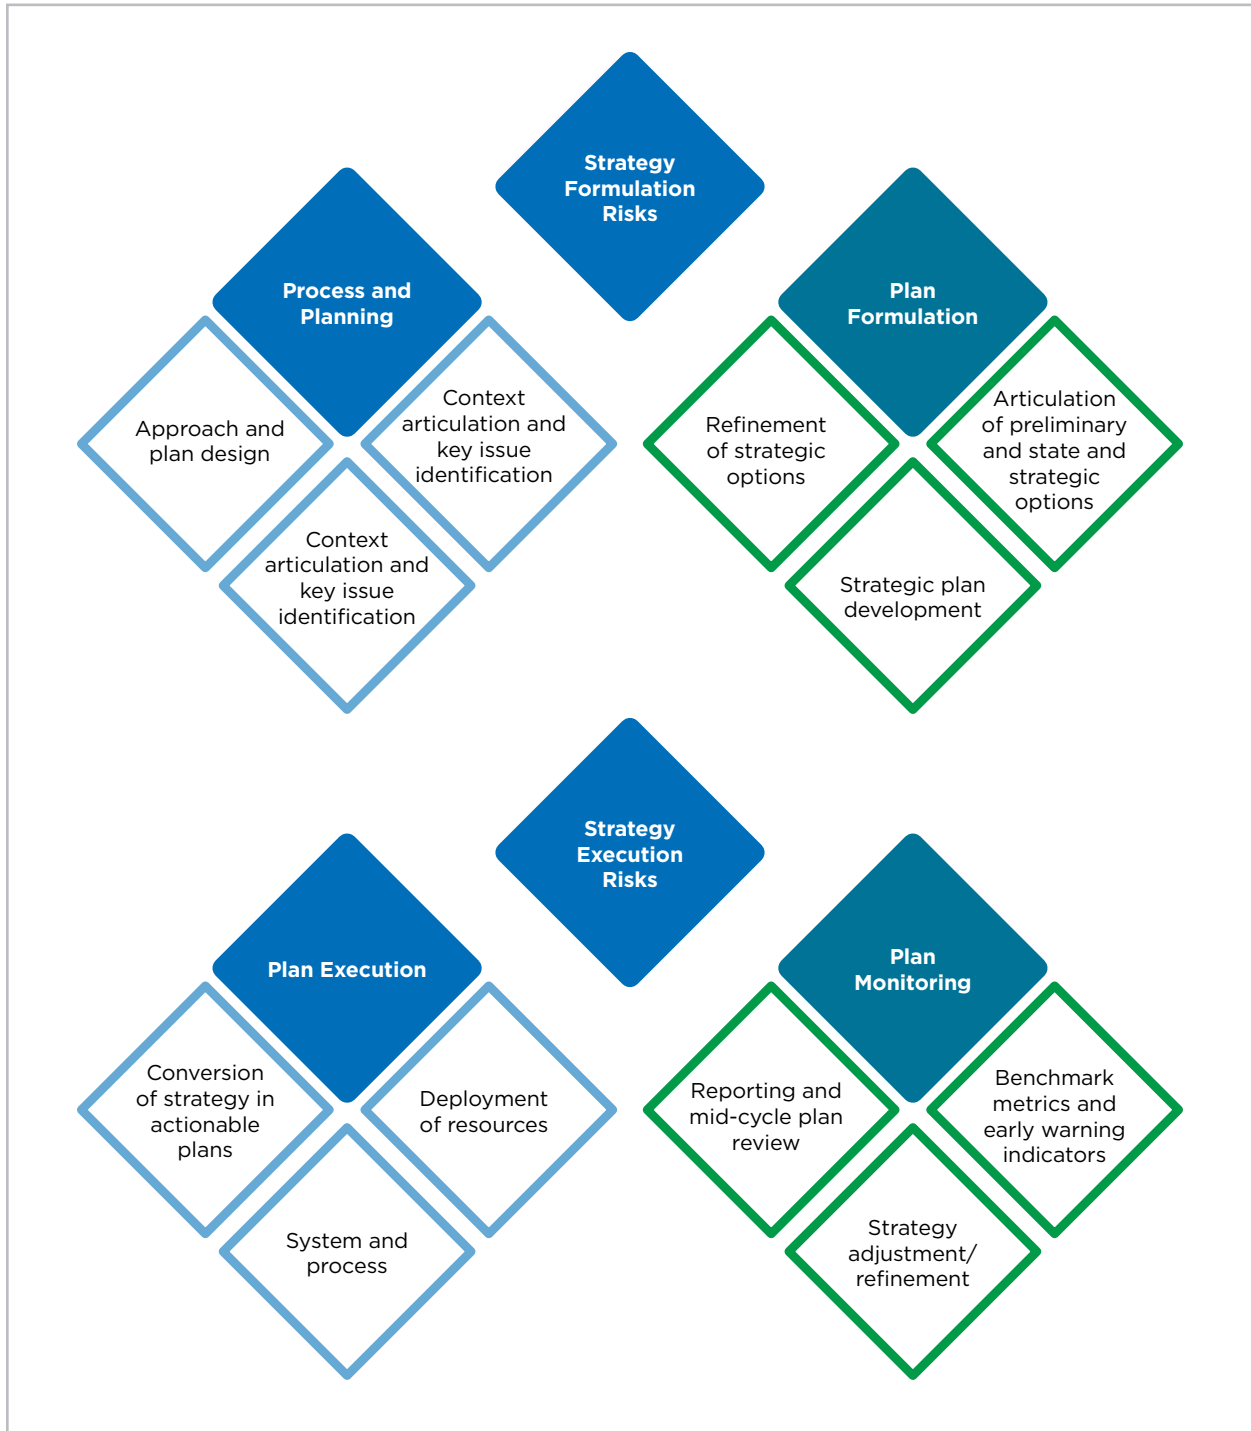 Strategy
Formulation
Risks
Process and
Planning
Approach and
plan design
Context
articulation and
key issue
identification
Context
articulation and
key issue
identification
Plan
Formulation
Refinement
of strategic
options
Articulation
of preliminary
and state and
strategic
options
Strategic plan
development
Strategy
Execution
Risks
Plan Execution
Conversion
of strategy in
actionable
plans
Deployment
of resources
System and
process
Plan
Monitoring
Reporting and
mid-cycle plan
review
Benchmark
metrics and
early warning
indicators
Strategy
adjustment/
refinement